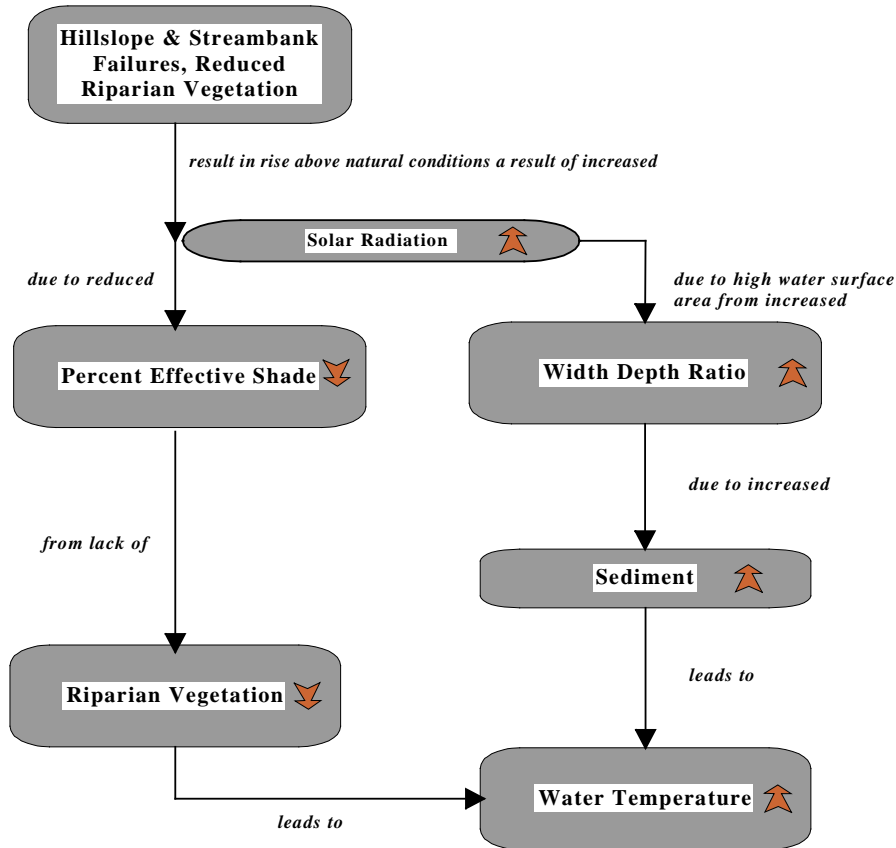 Hillslope & Streambank
Failures, Reduced
Riparian Vegetation
result in rise above natural conditions a result of increased
Solar Radiation
due to reduced
due to high water surface
area from increased
Percent Effective Shade
Width Depth Ratio
due to increased
from lack of
Sediment
Riparian Vegetation
leads to
Water Temperature
leads to